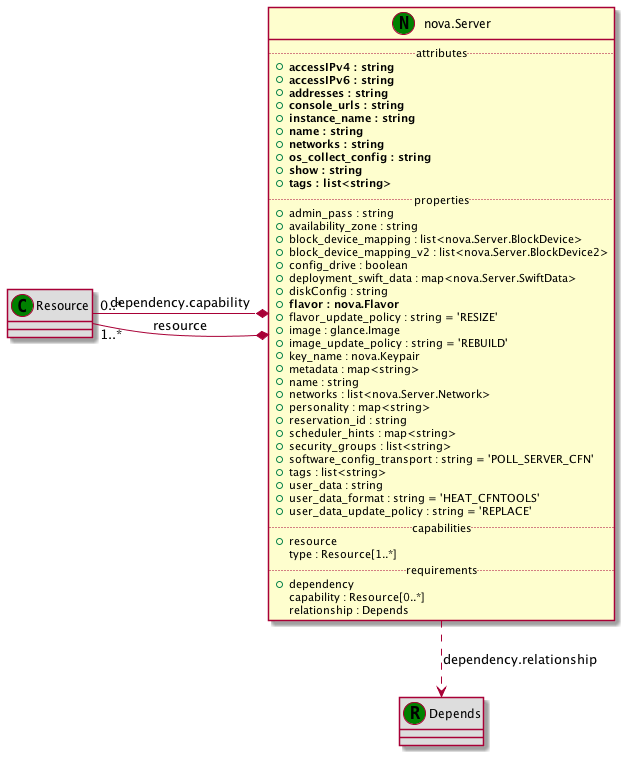 N nova.Server
attributes
accessIPv4 : string
accessIPv6 : string
addresses : string
console_urls : string
instance_name : string
name : string
networks : string
os_collect_config : string
show : string
tags : list<string>
properties
admin_pass : string
availability_zone : string
block_device_mapping : list<nova.Server.BlockDevice>
block_device_mapping_v2 : list<nova.Server.BlockDevice2>
config_drive : boolean
deployment_swift_data : map<nova.Server.SwiftData>
diskConfig : string
flavor : nova.Flavor
flavor_update_policy : string = 'RESIZE'
image : glance.Image
image_update_policy : string = 'REBUILD'
key_name : nova.Keypair
metadata : map<string>
name : string
networks : list<nova.Server.Network>
personality : map<string>
reservation_id : string
scheduler_hints : map<string>
security_groups : list<string>
software_config_transport : string = 'POLL_SERVER_CFN'
tags : list<string>
user_data : string
user_data_format : string = 'HEAT_CFNTOOLS'
user_data_update_policy : string = 'REPLACE'
capabilities
resource
type : Resource[1..*]
requirements
dependency
capability : Resource[0..*]
relationship : Depends
C Resource
0..*
dependency.capability
resource
1..*
dependency.relationship
R Depends